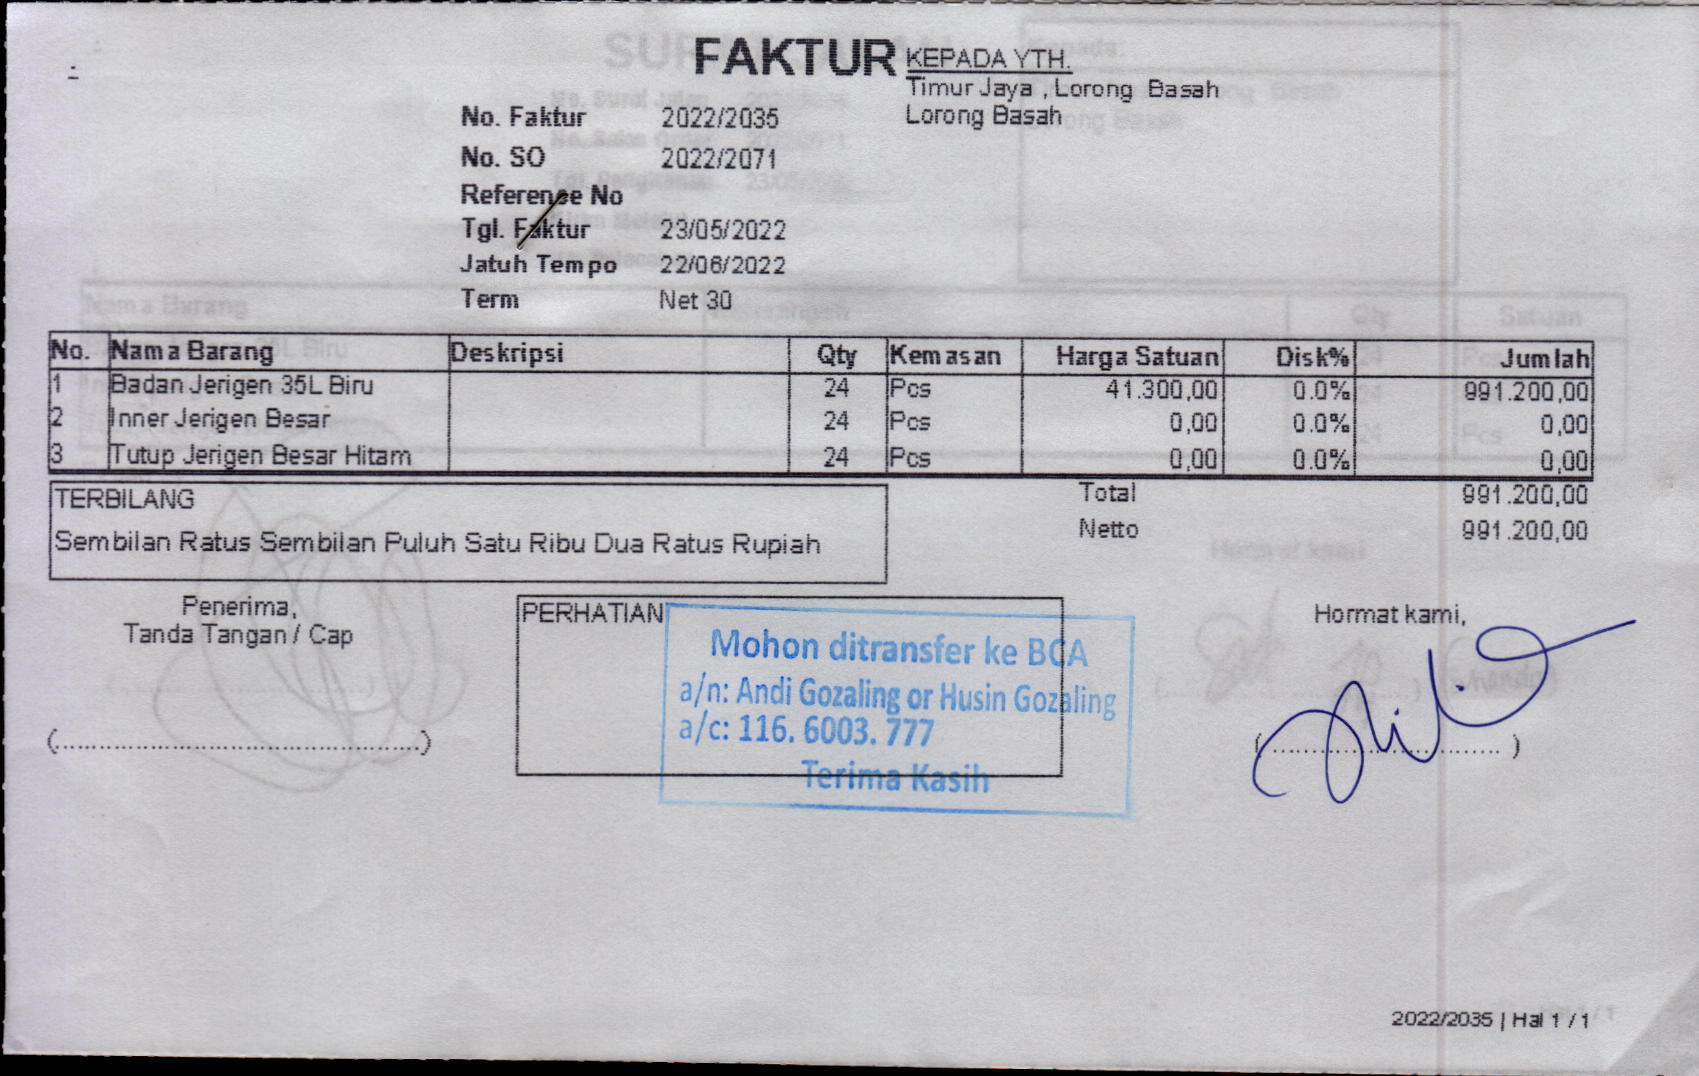 FAKTUR
KEPADA YTH.
Timur Jaya , Lorong Basah
Lorong Basah
No. Faktur 2022/2035
No. SO 2022/2071
Reference No
Tgl. Faktur 23/05/2022
Jatuh Tempo 22/06/2022
Term Net 30
No. Nama Barang Deskripsi Qty Kemasan Harga Satuan Disk% Jumlah
1 Badan Jerigen 35L Biru 24 Pcs 41.300,00 0.0% 991.200,00
2 Inner Jerigen Besar 24 Pcs 0,00 0.0% 0,00
3 Tutup Jerigen Besar Hitam 24 Pcs 0,00 0.0% 0,00
TERBILANG
Sembilan Ratus Sembilan Puluh Satu Ribu Dua Ratus Rupiah
Total 991.200,00
Netto 991.200,00
Penerima,
Tanda Tangan / Cap
(................................................)
PERHATIAN
Mohon ditransfer ke BCA
a/n: Andi Gozaling or Husin Gozaling
a/c: 116. 6003. 777
Terima Kasih
Hormat kami,
(................................)
2022/2035 | Hal 1 / 1